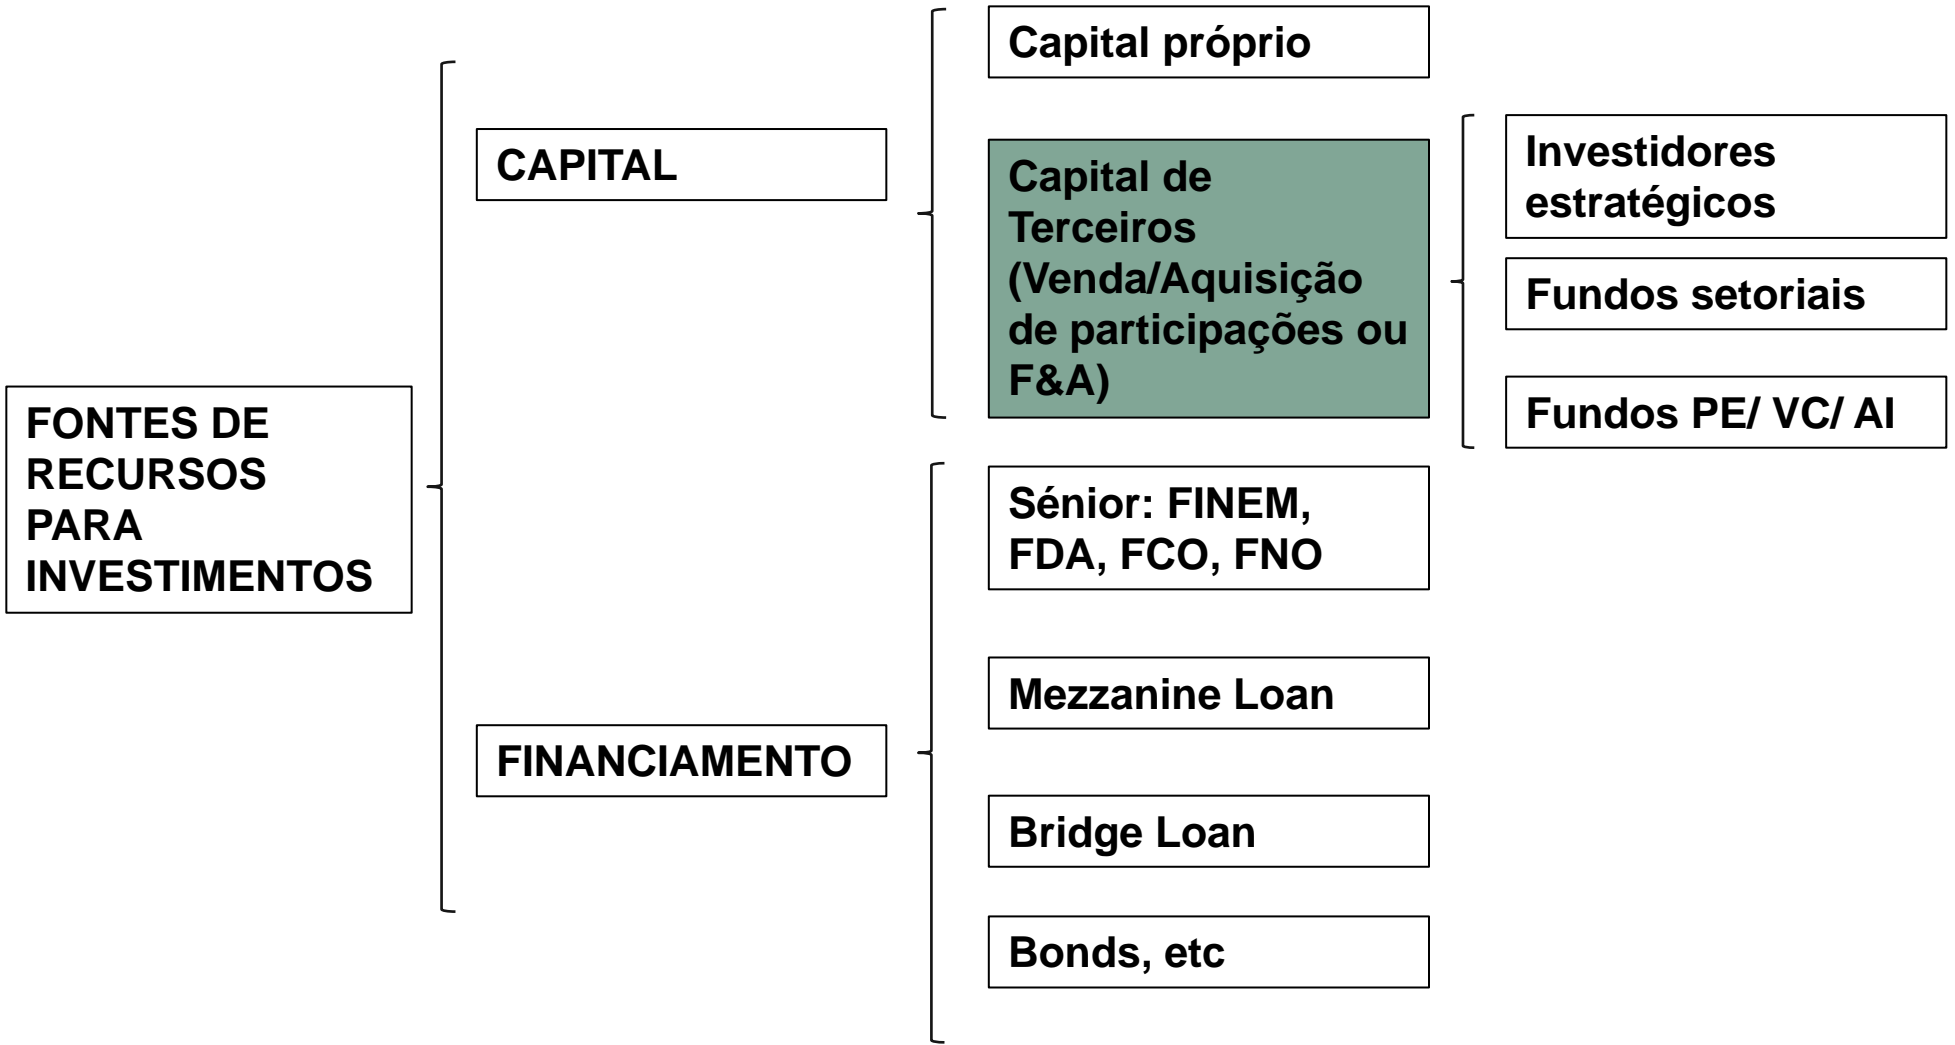 FONTES DE
RECURSOS
PARA
INVESTIMENTOS
CAPITAL
Capital próprio
Capital de
Terceiros
(Venda/Aquisição
de participações ou
F&A)
Investidores
estratégicos
Fundos setoriais
Fundos PE/ VC/ AI
FINANCIAMENTO
Sénior: FINEM,
FDA, FCO, FNO
Mezzanine Loan
Bridge Loan
Bonds, etc